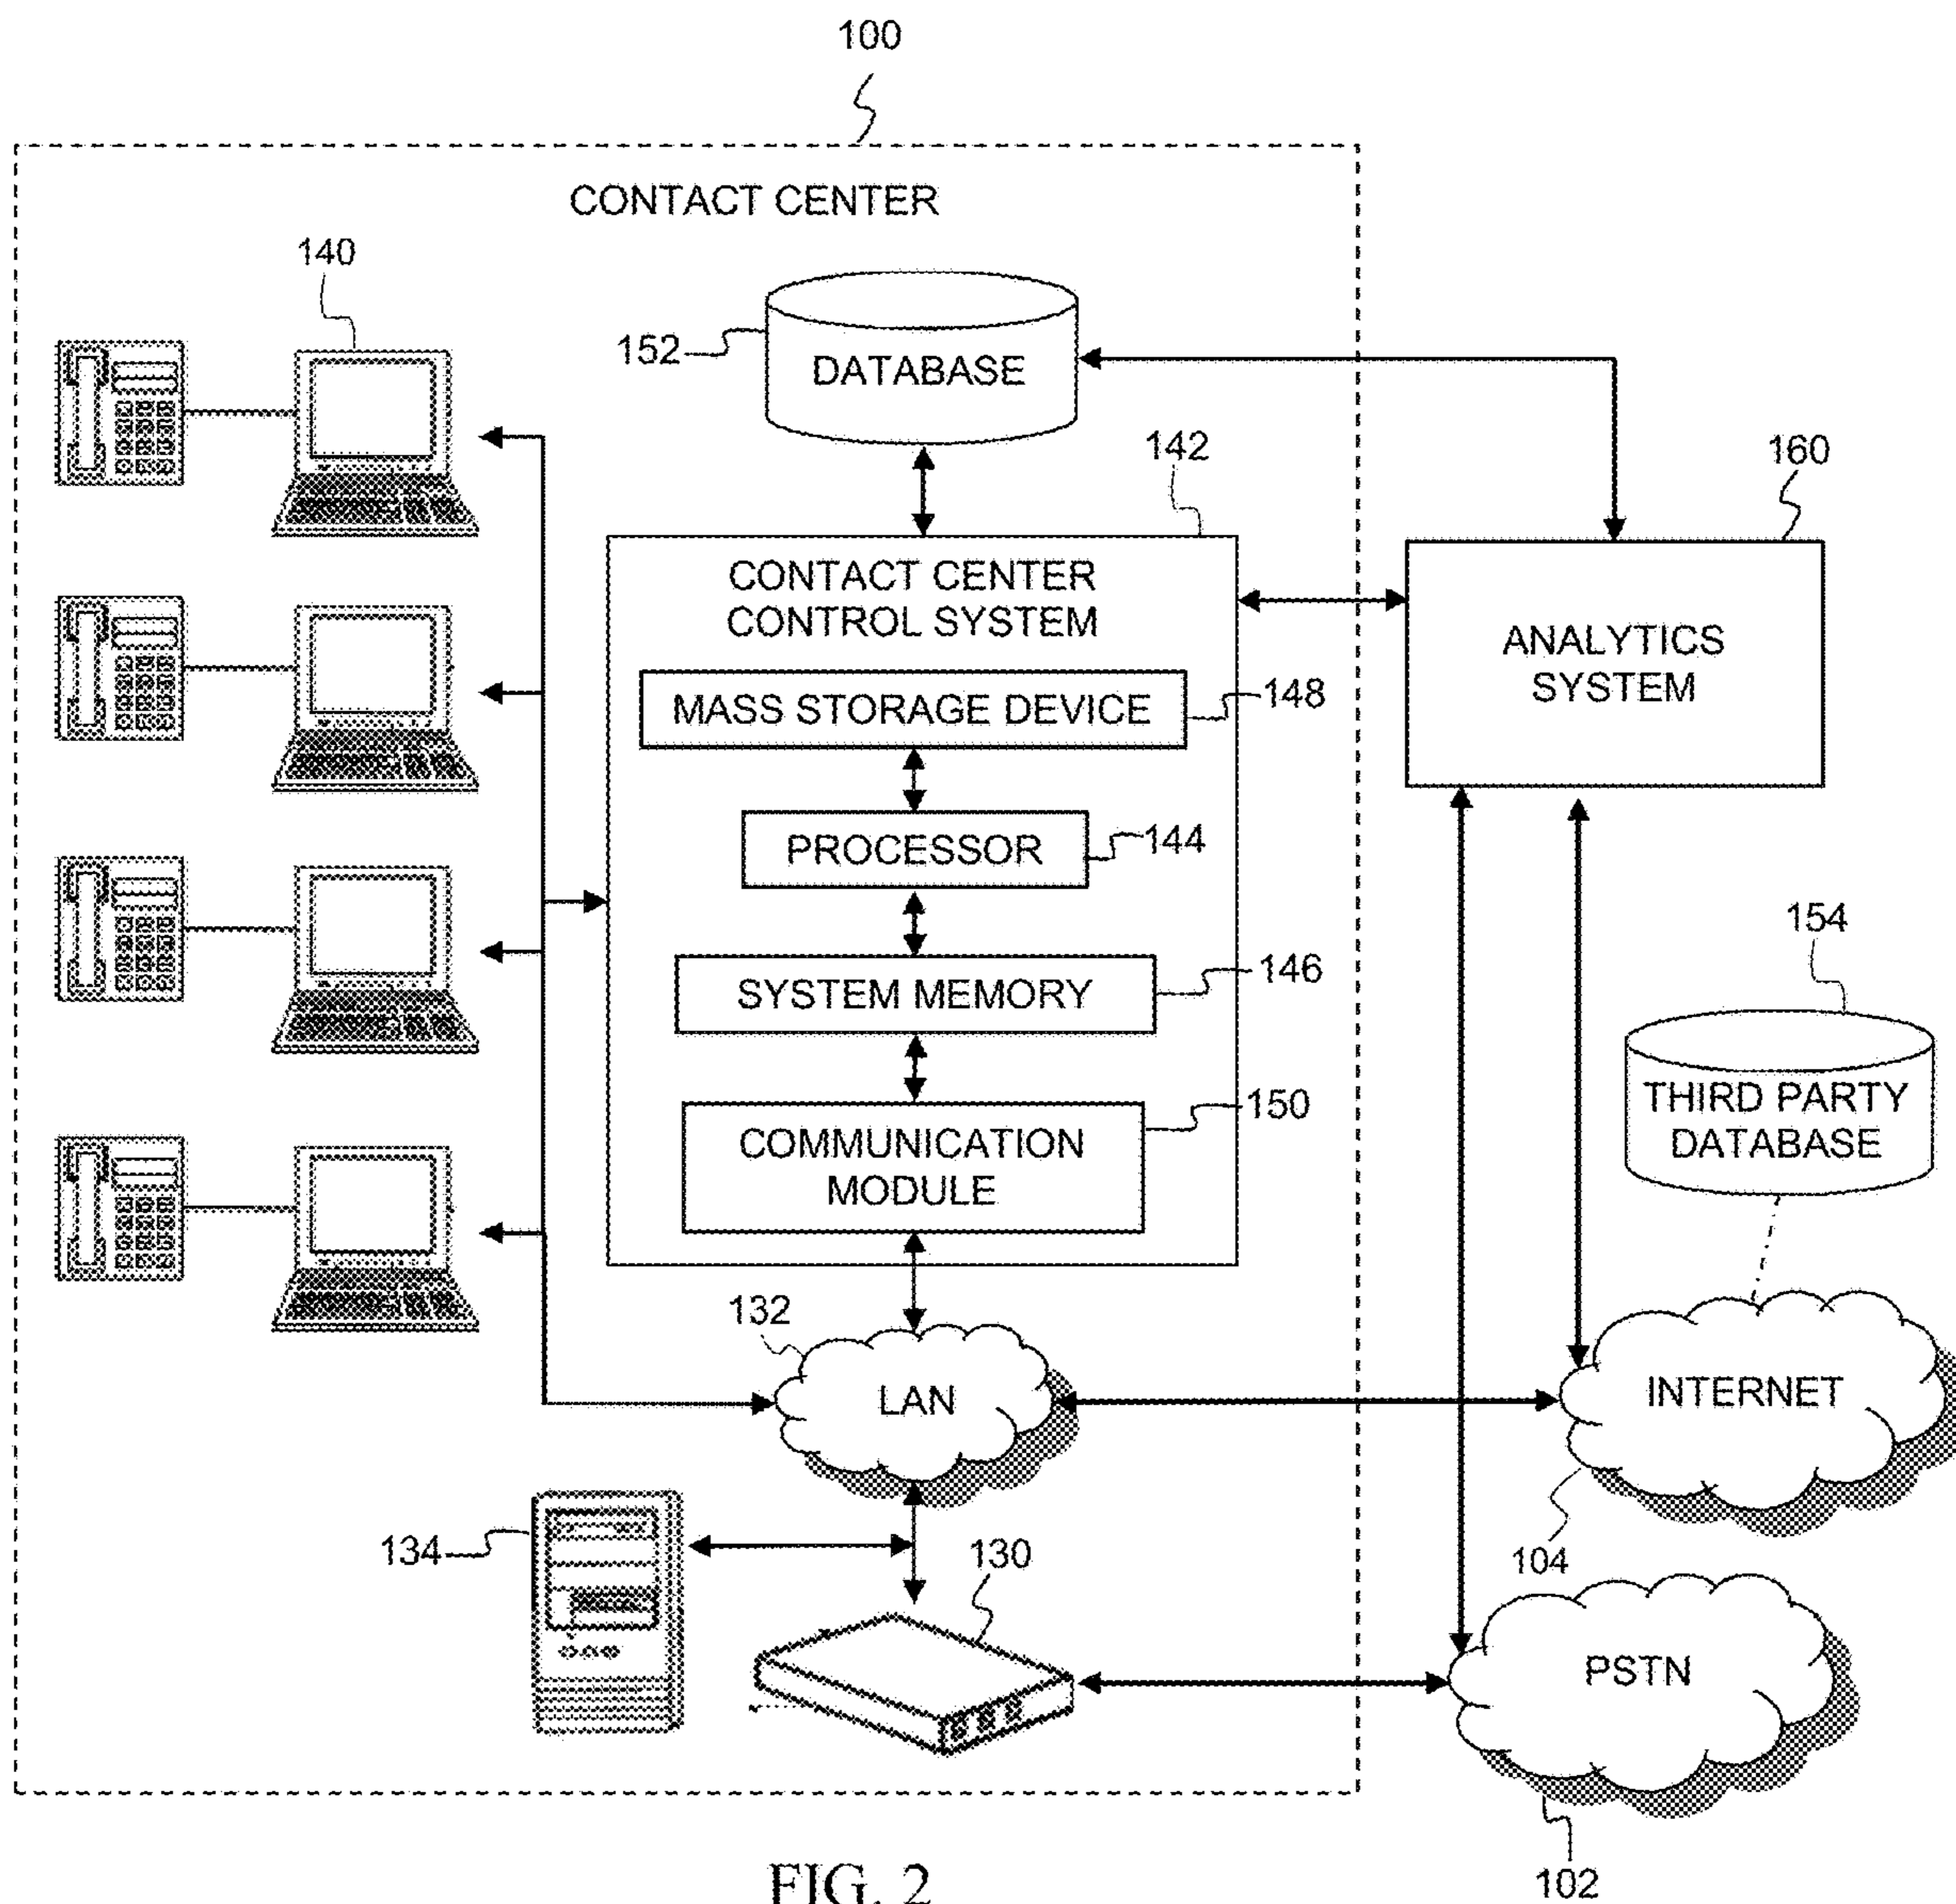 100
CONTACT CENTER
140
152
DATABASE
142
160
CONTACT CENTER
CONTROL SYSTEM
ANALYTICS
SYSTEM
MASS STORAGE DEVICE
148
PROCESSOR
144
154
SYSTEM MEMORY
146
THIRD PARTY
DATABASE
COMMUNICATION
MODULE
150
132
LAN
INTERNET
134
130
104
PSTN
102
FIG. 2